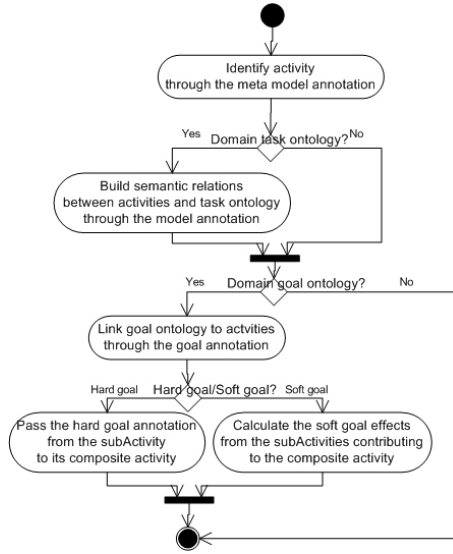 Identify activity
through the meta model annotation
Yes
Domain task ontology?
No
Build semantic relations
between activities and task ontology
through the model annotation
Yes
Domain goal ontology?
No
Link goal ontology to actvities
through the goal annotation
Hard goal
Hard goal/Soft goal?
Soft goal
Pass the hard goal annotation
from the subActivity
to its composite activity
Calculate the soft goal effects
from the subActivities contributing
to the composite activity